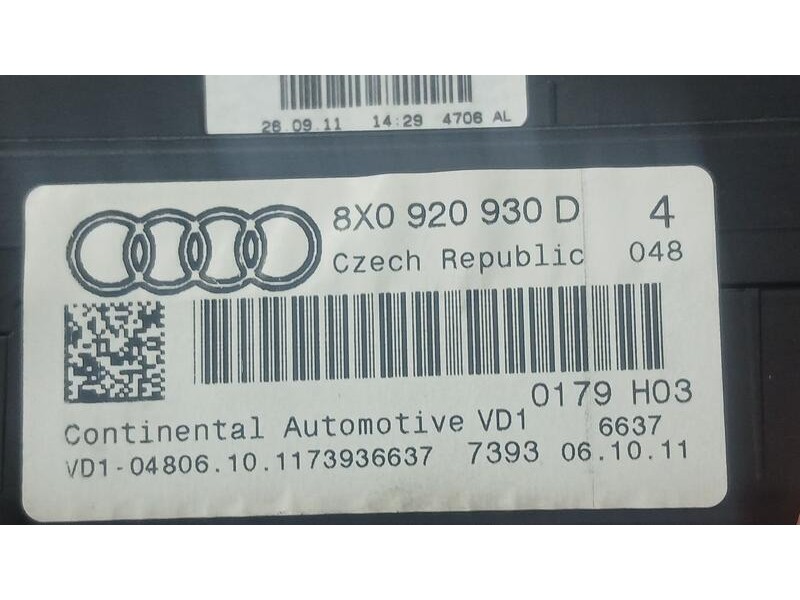 28.09.11 14:29 4706 AL
8X0 920 930 D 4
Czech Republic 048
0179 H03
Continental Automotive VD1 6637
VD1-04806.10.1173936637 7393 06.10.11